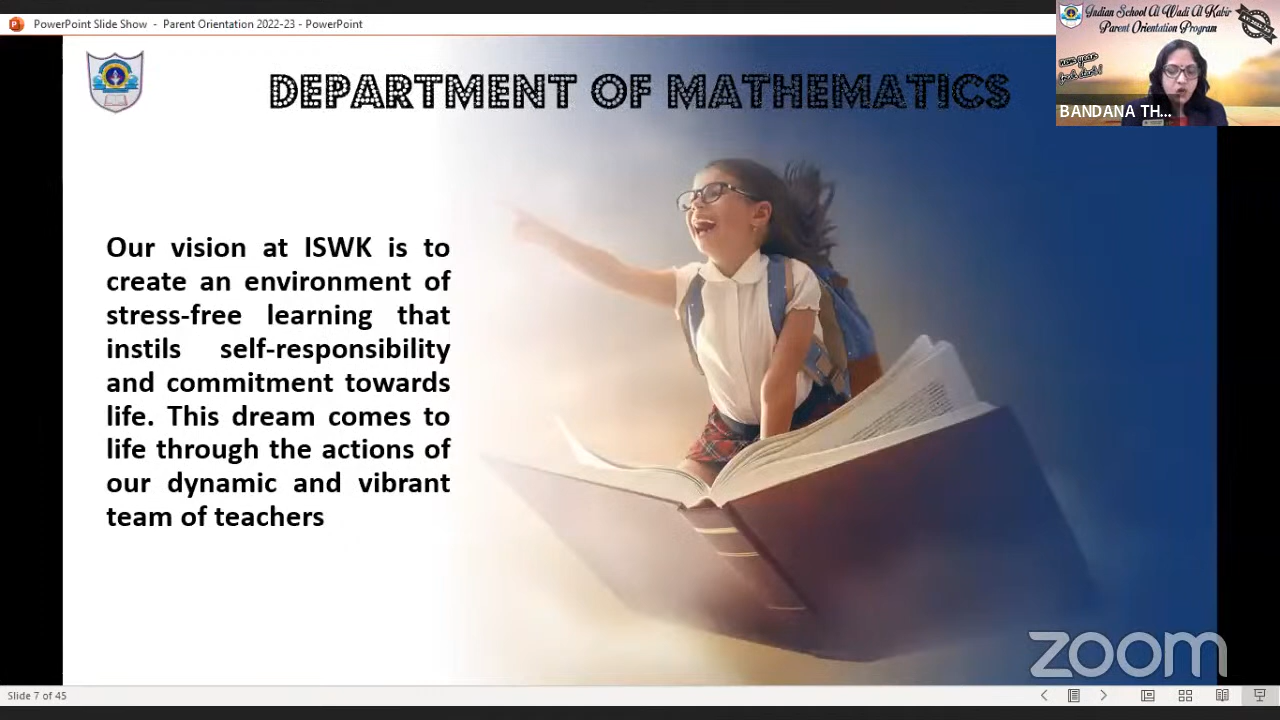 PowerPoint Slide Show - Parent Orientation 2022-23 - PowerPoint
Indian School Al Wadi Al Kabir
Parent Orientation Program
BANDANA TH...
DEPARTMENT OF MATHEMATICS
Our vision at ISWK is to
create an environment of
stress-free learning that
instils self-responsibility
and commitment towards
life. This dream comes to
life through the actions of
our dynamic and vibrant
team of teachers
zoom
Slide 7 of 45